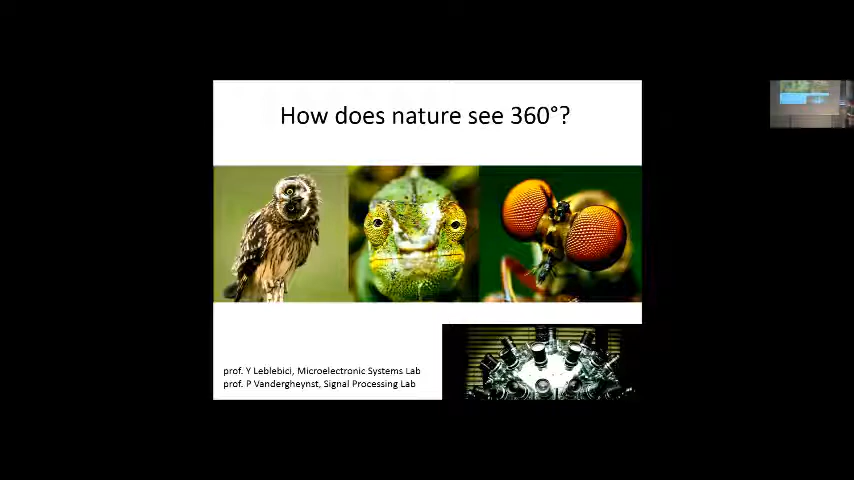 How does nature see 360°?
prof. Y Leblebici, Microelectronic Systems Lab
prof. P Vandergheynst, Signal Processing Lab